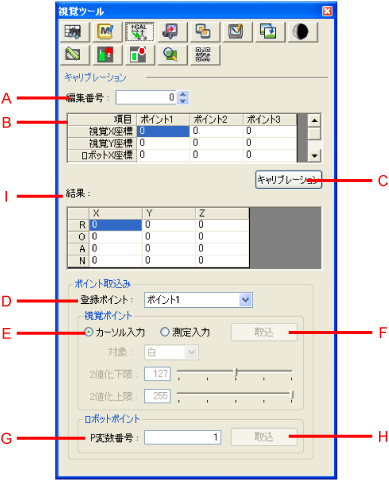 視覚ツール
+CAL
キャリブレーション
A 編集番号： 0
B 項目 ポイント1 ポイント2 ポイント3
視覚X座標 0 0 0
視覚Y座標 0 0 0
ロボットX座標 0 0 0
キャリブレーション C
I 結果：
X Y Z
R 0 0 0
O 0 0 0
A 0 0 0
N 0 0 0
ポイント取込み
D 登録ポイント： ポイント1
視覚ポイント
E カーソル入力 測定入力 取込 F
対象： 白
2値化下限： 127
2値化上限： 255
ロボットポイント
G P変数番号： 1 取込 H